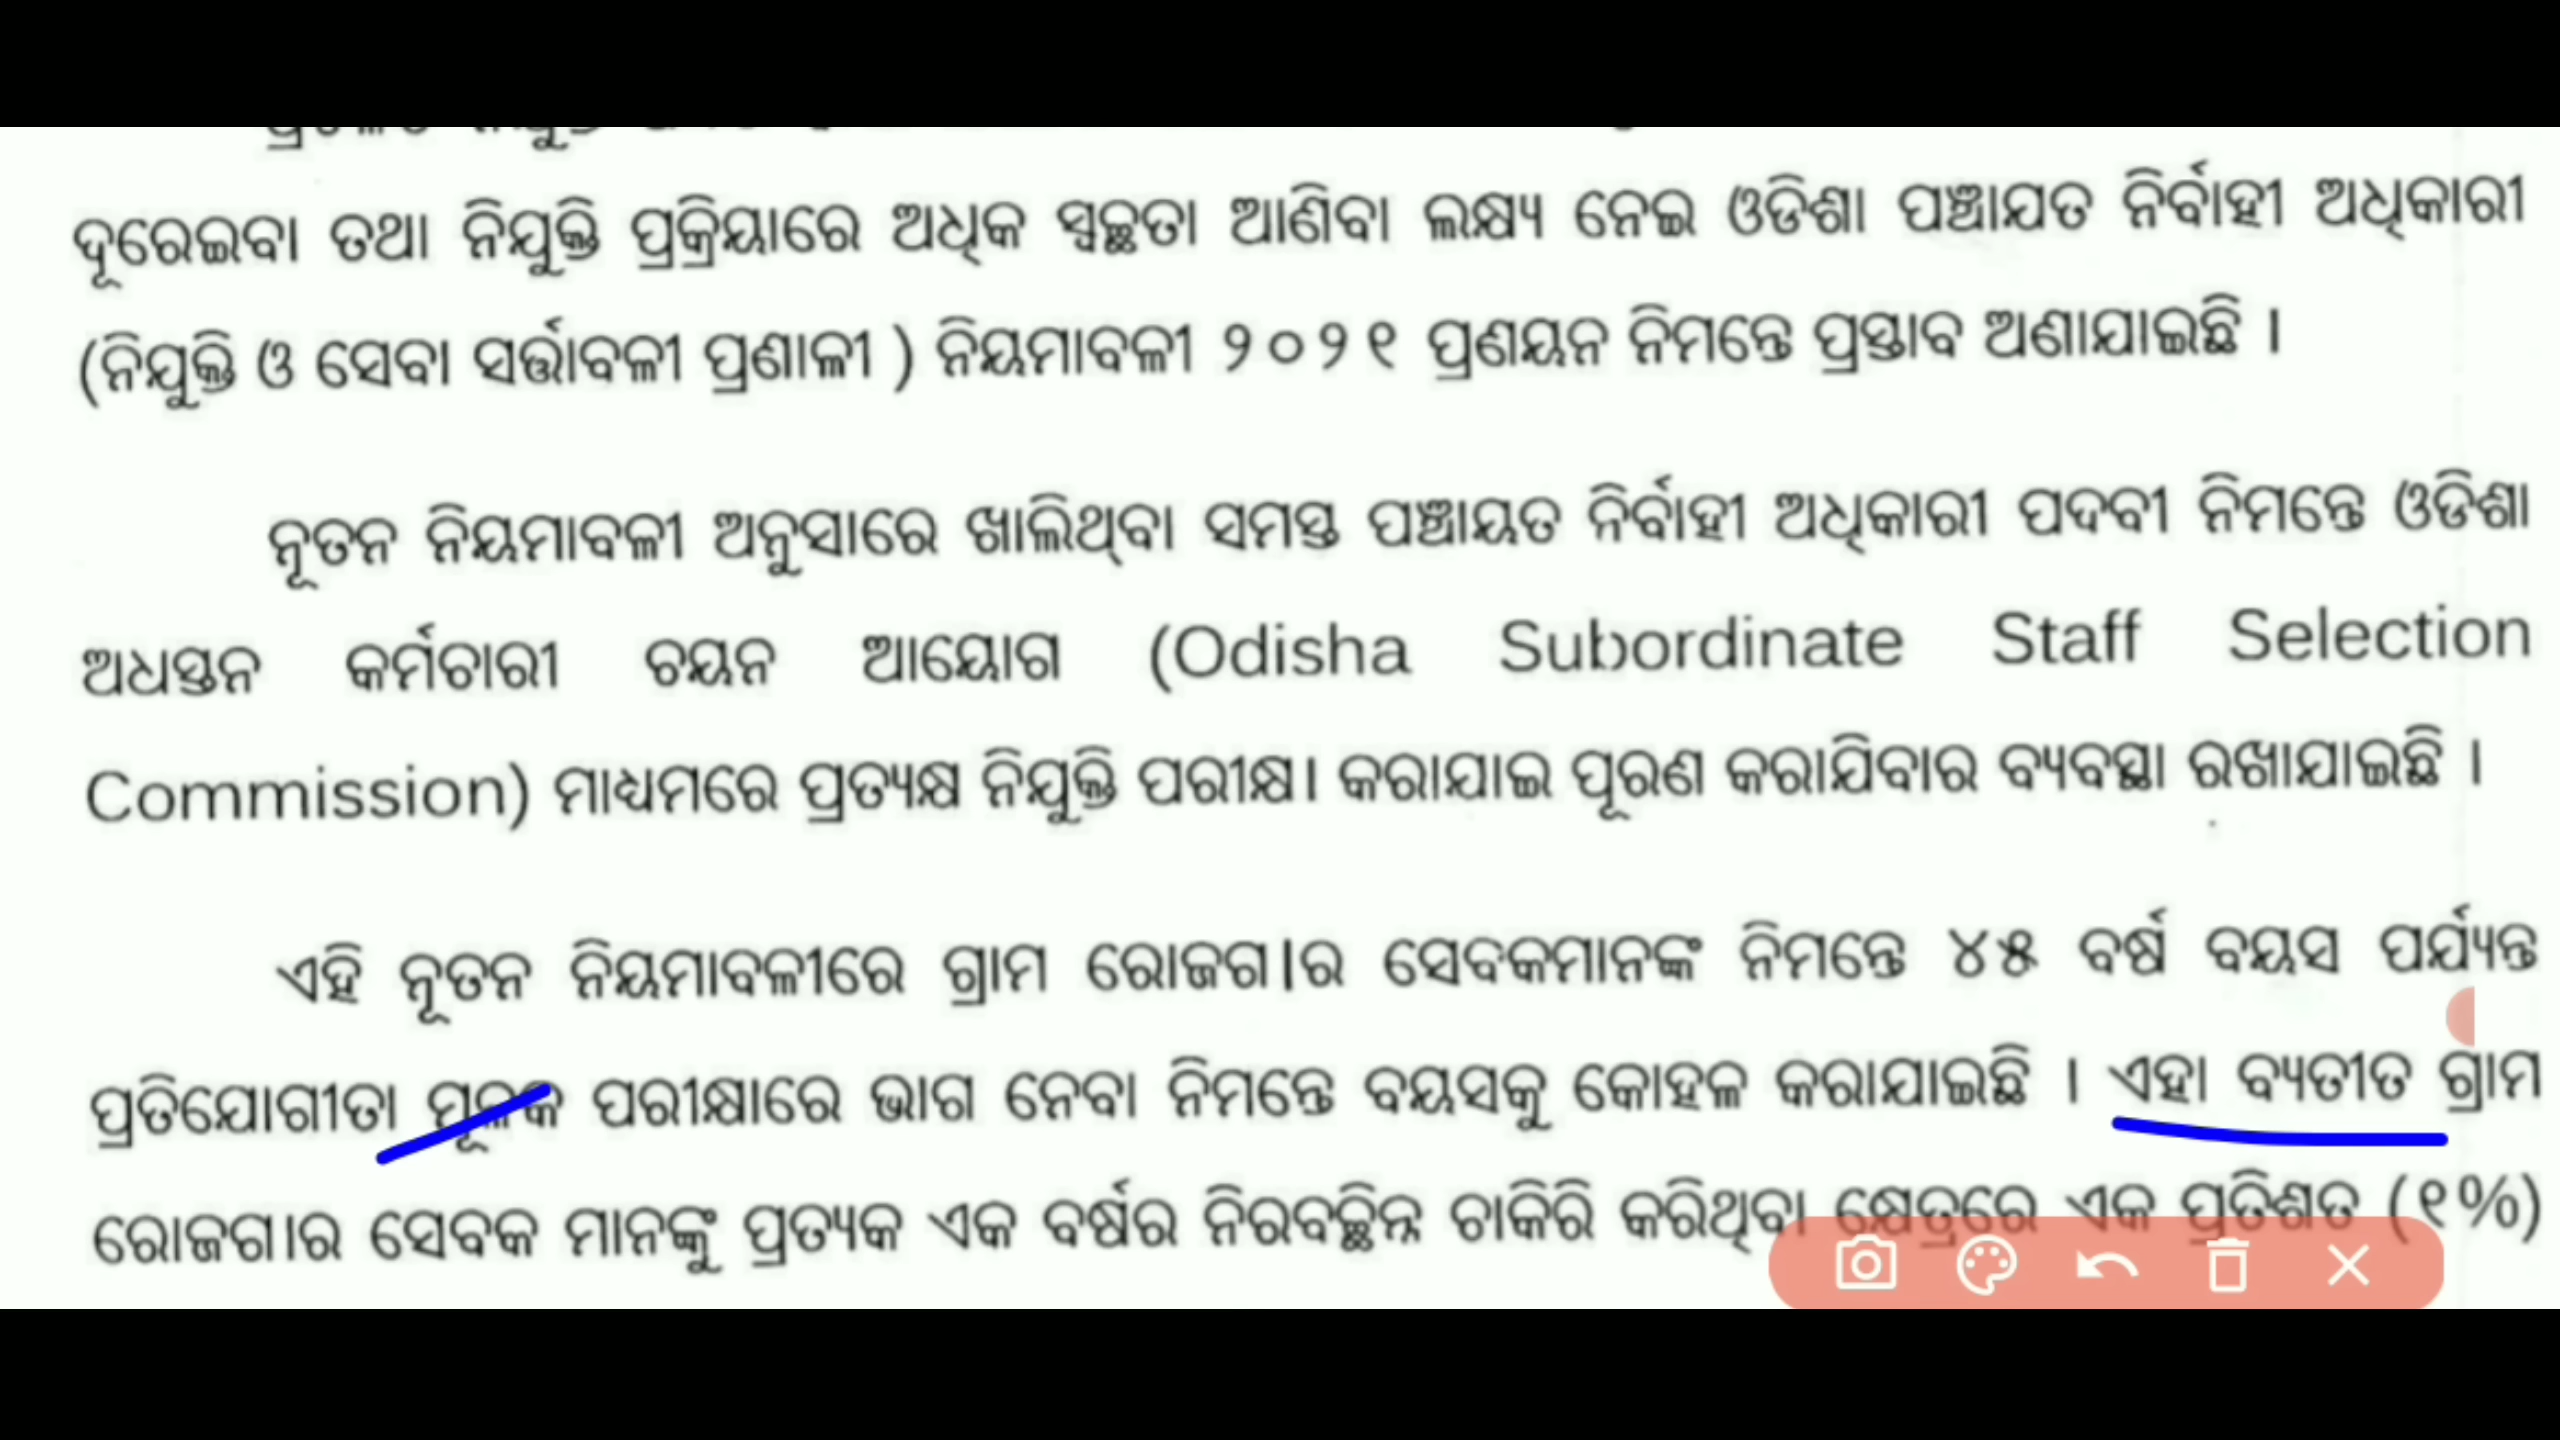 ଦୂରେଇବା ତଥା ନିଯୁକ୍ତି ପ୍ରକ୍ରିୟାରେ ଅଧିକ ସ୍ୱଚ୍ଛତା ଆଣିବା ଲକ୍ଷ୍ୟ ନେଇ ଓଡିଶା ପଞ୍ଚାଯତ ନିର୍ବାହୀ ଅଧିକାରୀ
(ନିଯୁକ୍ତି ଓ ସେବା ସର୍ତ୍ତାବଳୀ ପ୍ରଣାଳୀ ) ନିୟମାବଳୀ ୨୦୨୧ ପ୍ରଣୟନ ନିମନ୍ତେ ପ୍ରସ୍ତାବ ଅଣାଯାଇଛି ।
ନୂତନ ନିୟମାବଳୀ ଅନୁସାରେ ଖାଲିଥିବା ସମସ୍ତ ପଞ୍ଚାୟତ ନିର୍ବାହୀ ଅଧିକାରୀ ପଦବୀ ନିମନ୍ତେ ଓଡିଶା
ଅଧସ୍ତନ କର୍ମଚାରୀ ଚୟନ ଆୟୋଗ (Odisha Subordinate Staff Selection
Commission) ମାଧ୍ୟମରେ ପ୍ରତ୍ୟକ୍ଷ ନିଯୁକ୍ତି ପରୀକ୍ଷା କରାଯାଇ ପୂରଣ କରାଯିବାର ବ୍ୟବସ୍ଥା ରଖାଯାଇଛି ।
ଏହି ନୂତନ ନିୟମାବଳୀରେ ଗ୍ରାମ ରୋଜଗାର ସେବକମାନଙ୍କ ନିମନ୍ତେ ୪୫ ବର୍ଷ ବୟସ ପର୍ଯ୍ୟନ୍ତ
ପ୍ରତିଯୋଗୀତା ମୂଳକ ପରୀକ୍ଷାରେ ଭାଗ ନେବା ନିମନ୍ତେ ବୟସକୁ କୋହଳ କରାଯାଇଛି । ଏହା ବ୍ୟତୀତ ଗ୍ରାମ
ରୋଜଗାର ସେବକ ମାନଙ୍କୁ ପ୍ରତ୍ୟକ ଏକ ବର୍ଷର ନିରବଚ୍ଛିନ୍ନ ଚାକିରି କରିଥିବା କ୍ଷେତ୍ରରେ ଏକ ପ୍ରତିଶତ (୧%)